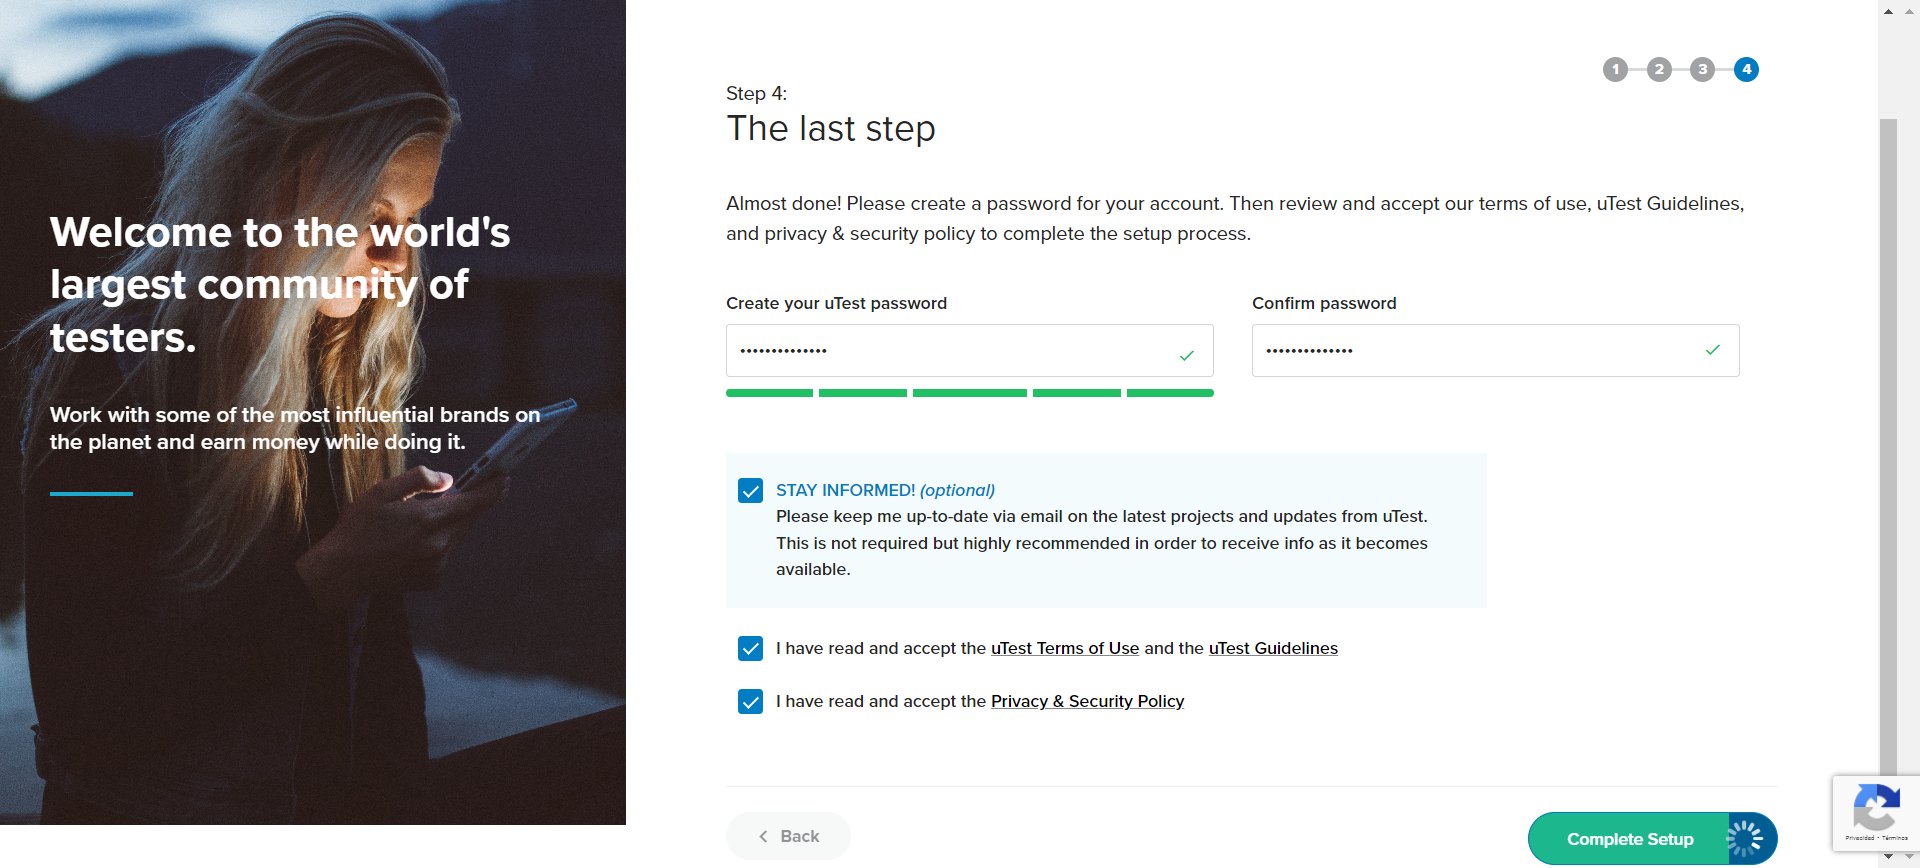 Welcome to the world's
largest community of
testers.
Work with some of the most influential brands on
the planet and earn money while doing it.
1 2 3 4
Step 4:
The last step
Almost done! Please create a password for your account. Then review and accept our terms of use, uTest Guidelines,
and privacy & security policy to complete the setup process.
Create your uTest password
Confirm password
••••••••••••••
••••••••••••••
STAY INFORMED! (optional)
Please keep me up-to-date via email on the latest projects and updates from uTest.
This is not required but highly recommended in order to receive info as it becomes
available.
I have read and accept the uTest Terms of Use and the uTest Guidelines
I have read and accept the Privacy & Security Policy
Back
Complete Setup
Privacidad - Términos